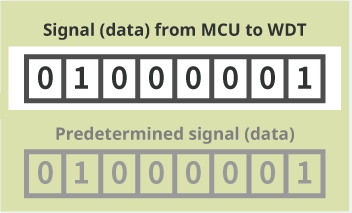 Signal (data) from MCU to WDT
0 1 0 0 0 0 0 1
Predetermined signal (data)
0 1 0 0 0 0 0 1